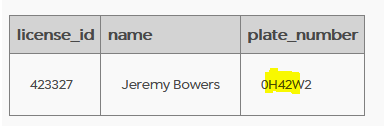 license_id name plate_number
423327 Jeremy Bowers 0H42W2